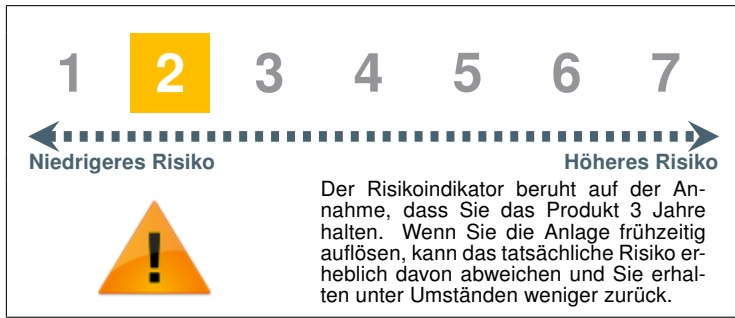 1 2 3 4 5 6 7
Niedrigeres Risiko Höheres Risiko
Der Risikoindikator beruht auf der An-
nahme, dass Sie das Produkt 3 Jahre
halten. Wenn Sie die Anlage frühzeitig
auflösen, kann das tatsächliche Risiko er-
heblich davon abweichen und Sie erhal-
ten unter Umständen weniger zurück.